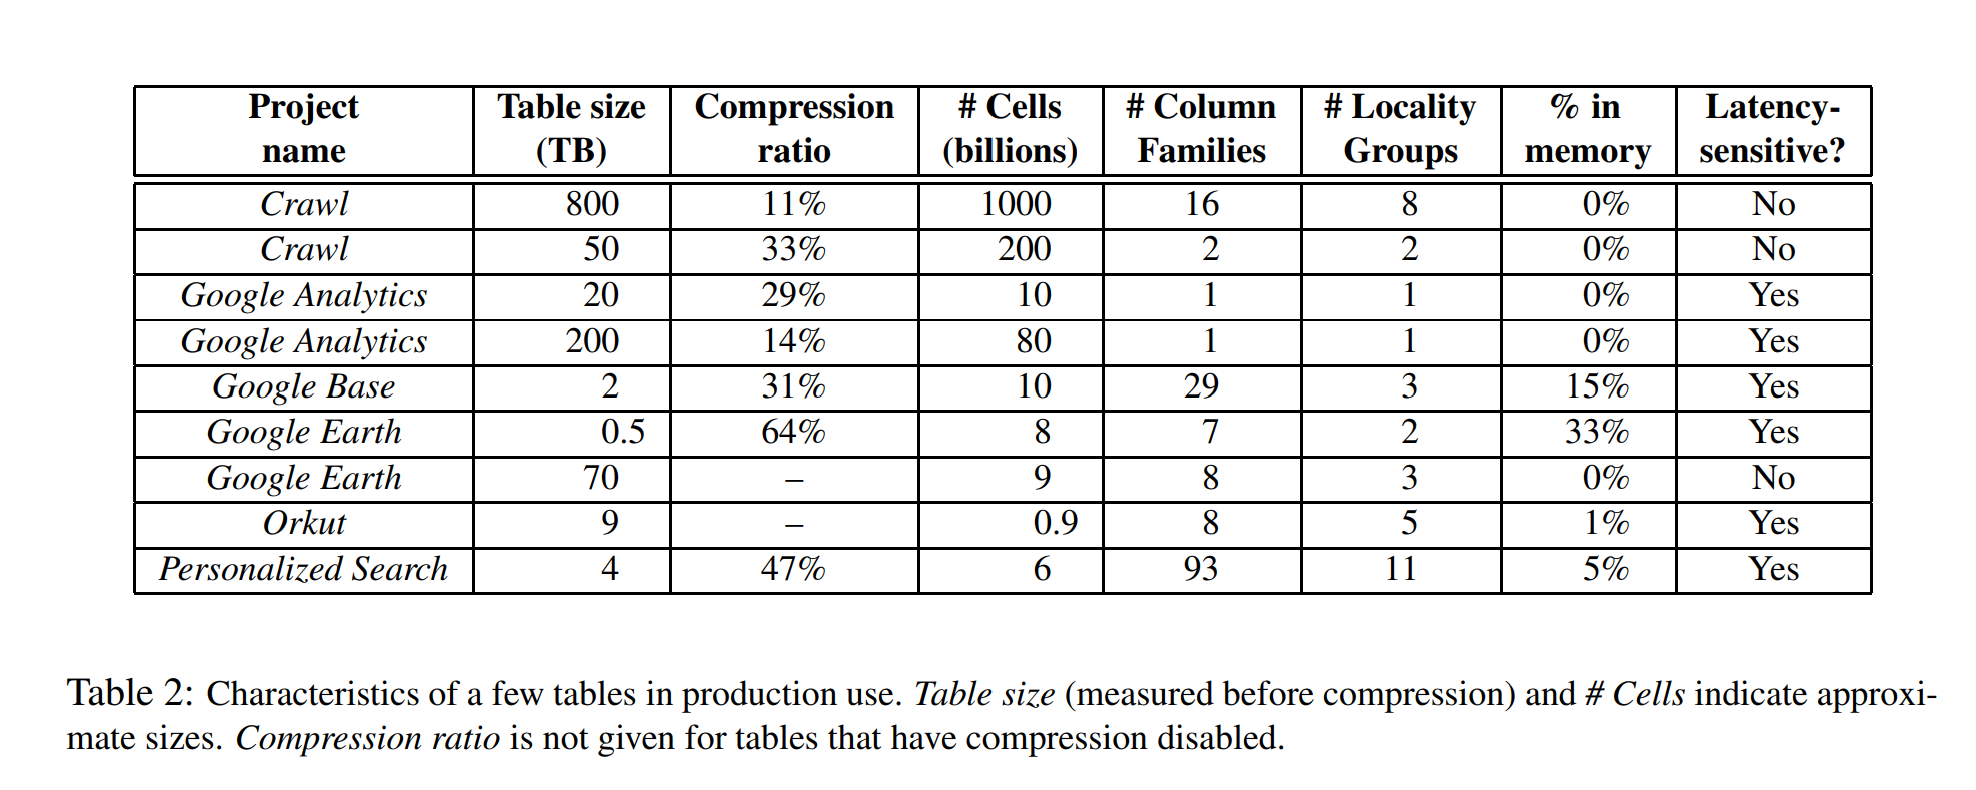 Project name | Table size (TB) | Compression ratio | # Cells (billions) | # Column Families | # Locality Groups | % in memory | Latency-sensitive?
Crawl | 800 | 11% | 1000 | 16 | 8 | 0% | No
Crawl | 50 | 33% | 200 | 2 | 2 | 0% | No
Google Analytics | 20 | 29% | 10 | 1 | 1 | 0% | Yes
Google Analytics | 200 | 14% | 80 | 1 | 1 | 0% | Yes
Google Base | 2 | 31% | 10 | 29 | 3 | 15% | Yes
Google Earth | 0.5 | 64% | 8 | 7 | 2 | 33% | Yes
Google Earth | 70 | – | 9 | 8 | 3 | 0% | No
Orkut | 9 | – | 0.9 | 8 | 5 | 1% | Yes
Personalized Search | 4 | 47% | 6 | 93 | 11 | 5% | Yes
Table 2: Characteristics of a few tables in production use. Table size (measured before compression) and # Cells indicate approxi-
mate sizes. Compression ratio is not given for tables that have compression disabled.